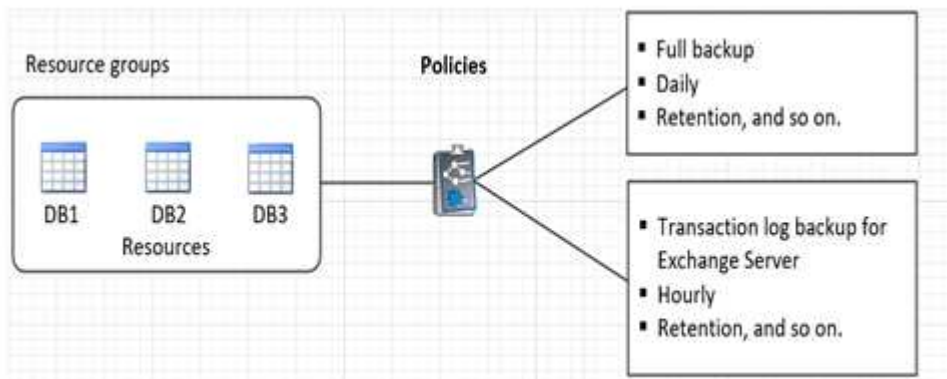 Resource groups
DB1
DB2
DB3
Resources
Policies
▪ Full backup
▪ Daily
▪ Retention, and so on.
▪ Transaction log backup for
Exchange Server
▪ Hourly
▪ Retention, and so on.